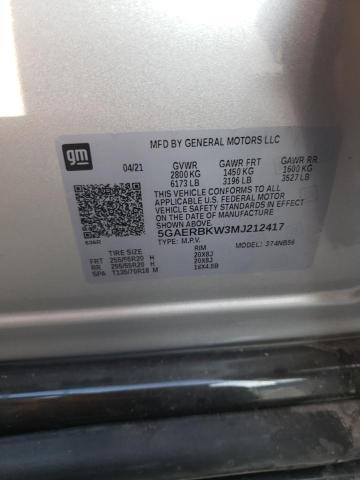 gm
MFD BY GENERAL MOTORS LLC
04/21 GVWR GAWR FRT GAWR RR
2800 KG 1450 KG 1600 KG
6173 LB 3196 LB 3527 LB
THIS VEHICLE CONFORMS TO ALL
APPLICABLE U.S. FEDERAL MOTOR
VEHICLE SAFETY STANDARDS IN EFFECT
ON THE DATE OF MANUFACTURE SHOWN ABOVE.
5GAERBKW3MJ212417
TYPE: M.P.V. MODEL: 374NB56
TIRE SIZE RIM
FRT 255/55R20 H 20X8J
RR 255/55R20 H 20X8J
SPA T135/70R18 M 18X4.5B